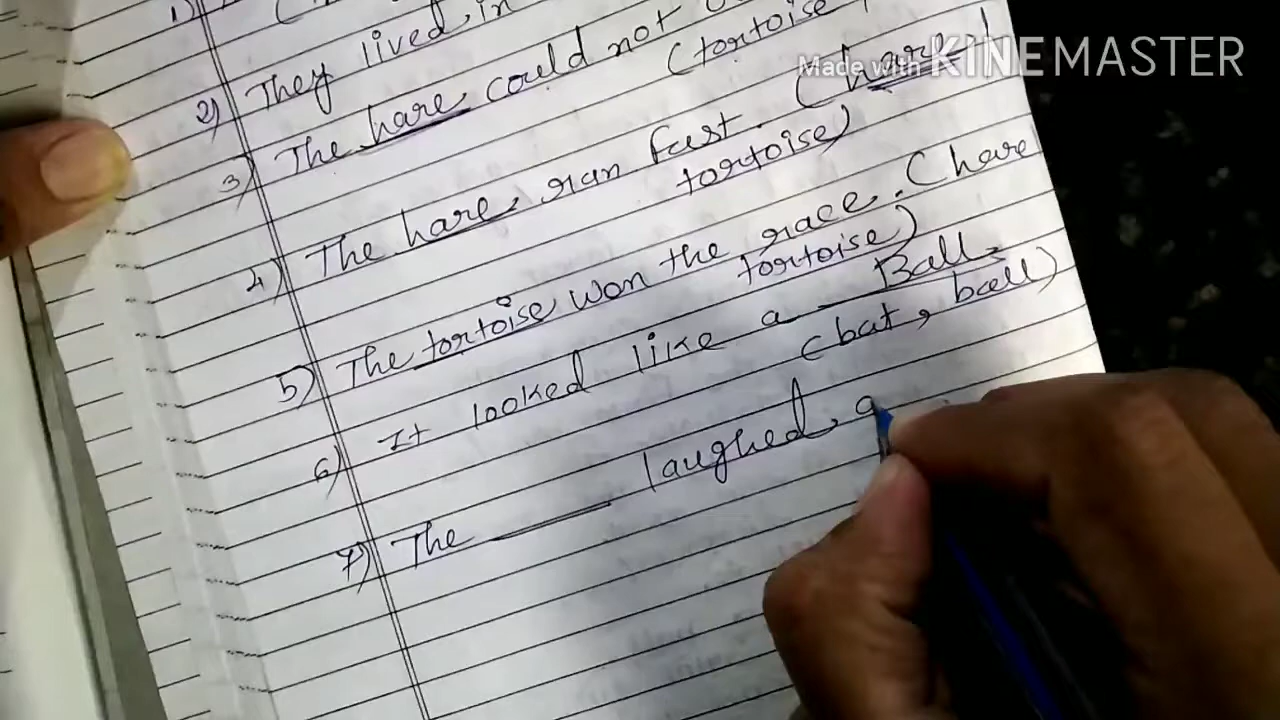 1)
2) They lived in
3) The hare could not
(tortoise
4) The hare ran fast. (hare
tortoise)
5) The tortoise won the race. (hare
tortoise)
6) It looked like a Ball
(bat, ball)
7) The ______ laughed a
Made with KINEMASTER